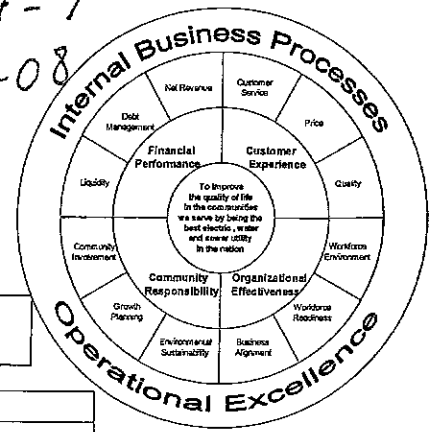 -08
Internal Business Processes
Net Revenue
Customer
Service
Debt
Management
Price
Financial
Performance
Customer
Experience
Liquidity
Quality
To improve
the quality of life
in the communities
we serve by being the
best electric, water
and sewer utility
in the nation
Community
Involvement
Workforce
Environment
Community
Responsibility
Organizational
Effectiveness
Growth
Planning
Workforce
Readiness
Environmental
Sustainability
Business
Alignment
Operational Excellence